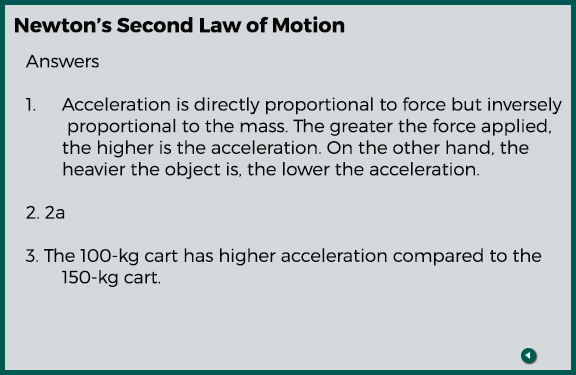 Newton's Second Law of Motion
Answers
1. Acceleration is directly proportional to force but inversely
proportional to the mass. The greater the force applied,
the higher is the acceleration. On the other hand, the
heavier the object is, the lower the acceleration.
2. 2a
3. The 100-kg cart has higher acceleration compared to the
150-kg cart.